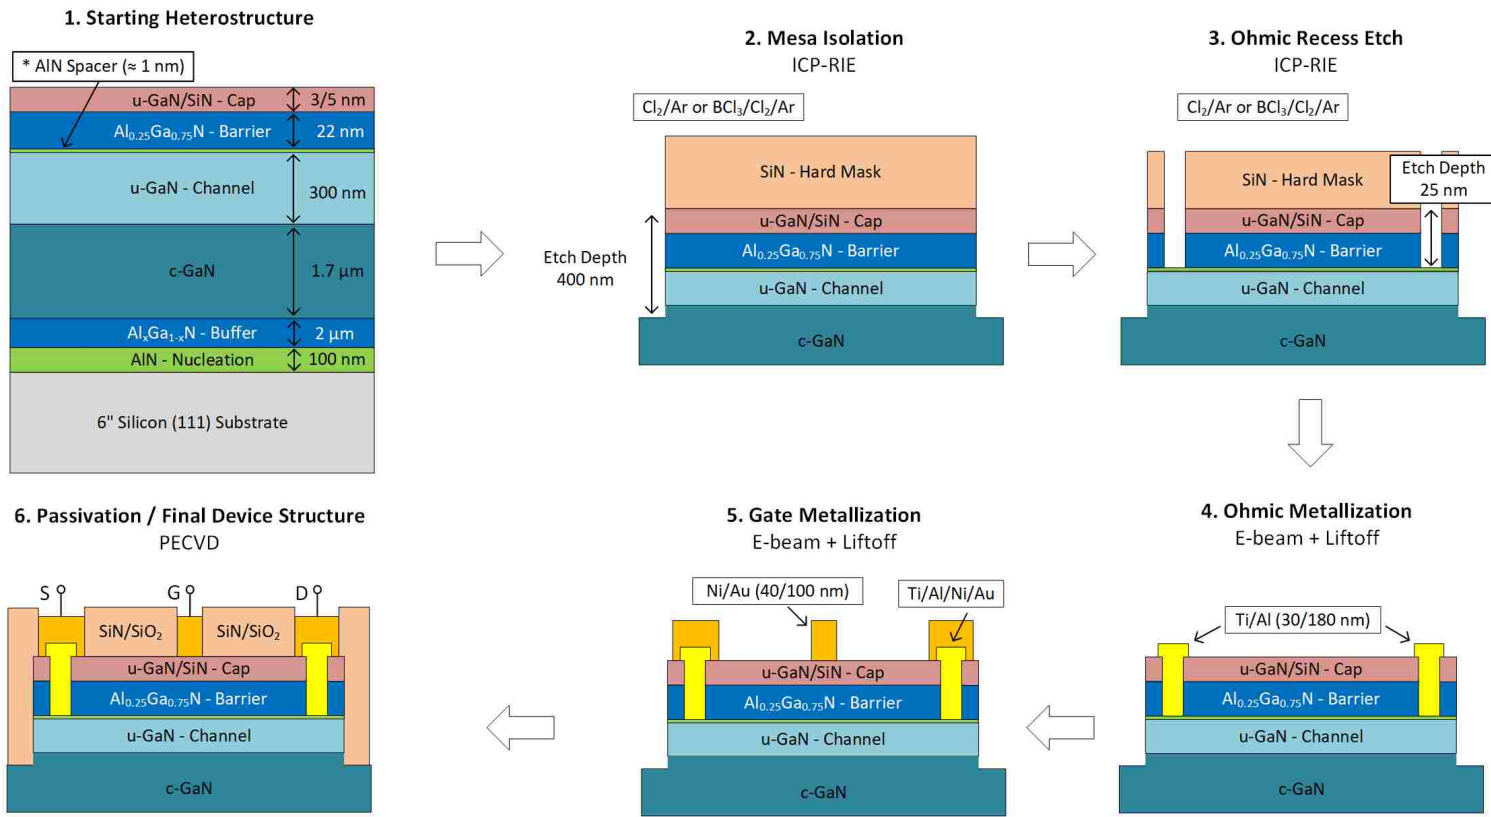 1. Starting Heterostructure
* AlN Spacer (≈ 1 nm)
u-GaN/SiN - Cap 3/5 nm
Al0.25Ga0.75N - Barrier 22 nm
u-GaN - Channel 300 nm
c-GaN 1.7 μm
AlxGa1-xN - Buffer 2 μm
AlN - Nucleation 100 nm
6" Silicon (111) Substrate
2. Mesa Isolation
ICP-RIE
Cl2/Ar or BCl3/Cl2/Ar
SiN - Hard Mask
u-GaN/SiN - Cap
Al0.25Ga0.75N - Barrier
Etch Depth
400 nm
u-GaN - Channel
c-GaN
3. Ohmic Recess Etch
ICP-RIE
Cl2/Ar or BCl3/Cl2/Ar
SiN - Hard Mask
Etch Depth
25 nm
u-GaN/SiN - Cap
Al0.25Ga0.75N - Barrier
u-GaN - Channel
c-GaN
4. Ohmic Metallization
E-beam + Liftoff
Ti/Al (30/180 nm)
u-GaN/SiN - Cap
Al0.25Ga0.75N - Barrier
u-GaN - Channel
c-GaN
5. Gate Metallization
E-beam + Liftoff
Ni/Au (40/100 nm)
Ti/Al/Ni/Au
u-GaN/SiN - Cap
Al0.25Ga0.75N - Barrier
u-GaN - Channel
c-GaN
6. Passivation / Final Device Structure
PECVD
S G D
SiN/SiO2 SiN/SiO2
u-GaN/SiN - Cap
Al0.25Ga0.75N - Barrier
u-GaN - Channel
c-GaN